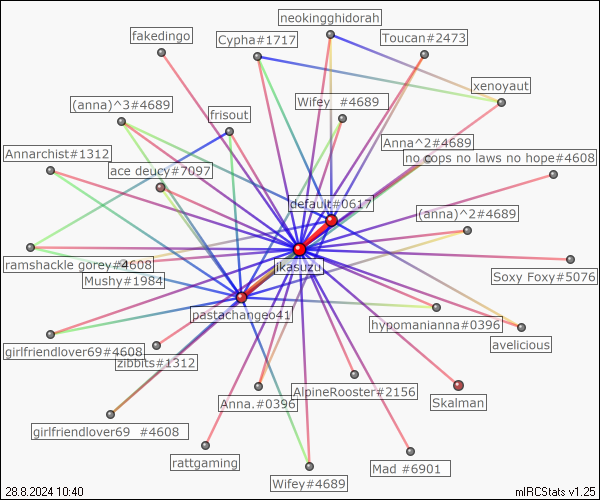 neokingghidorah
fakedingo
Cypha#1717
Toucan#2473
xenoyaut
(anna)^3#4689
Wifey  #4689
frisout
Anna^2#4689
Annarchist#1312
no cops no laws no hope#4608
ace deucy#7097
default#0617
(anna)^2#4689
ramshackle gorey#4608
jkasuzu
Mushy#1984
Soxy Foxy#5076
pastachangeo41
hypomanianna#0396
avelicious
girlfriendlover69#4608
zibbits#1312
AlpineRooster#2156
Anna.#0396
Skalman
girlfriendlover69  #4608
rattgaming
Mad #6901
Wifey#4689
28.8.2024 10:40
mIRCStats v1.25